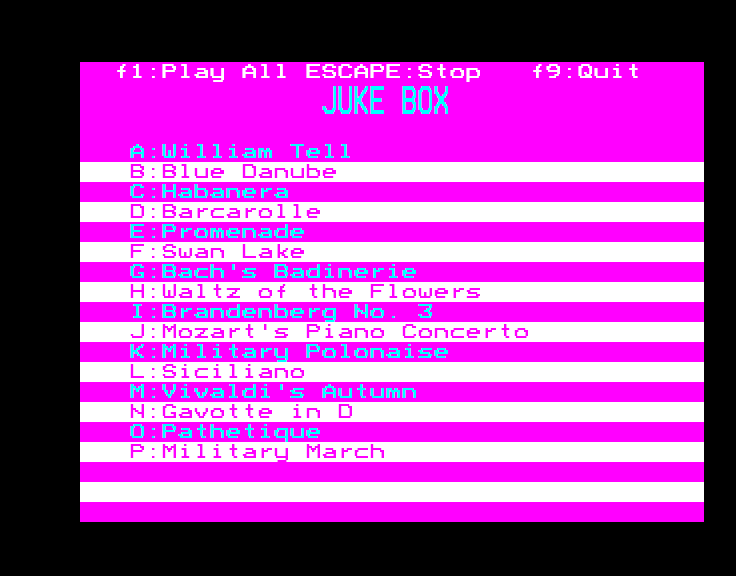 f1:Play All ESCAPE:Stop f9:Quit
JUKE BOX
A:William Tell
B:Blue Danube
C:Habanera
D:Barcarolle
E:Promenade
F:Swan Lake
G:Bach's Badinerie
H:Waltz of the Flowers
I:Brandenberg No. 3
J:Mozart's Piano Concerto
K:Military Polonaise
L:Siciliano
M:Vivaldi's Autumn
N:Gavotte in D
O:Pathetique
P:Military March